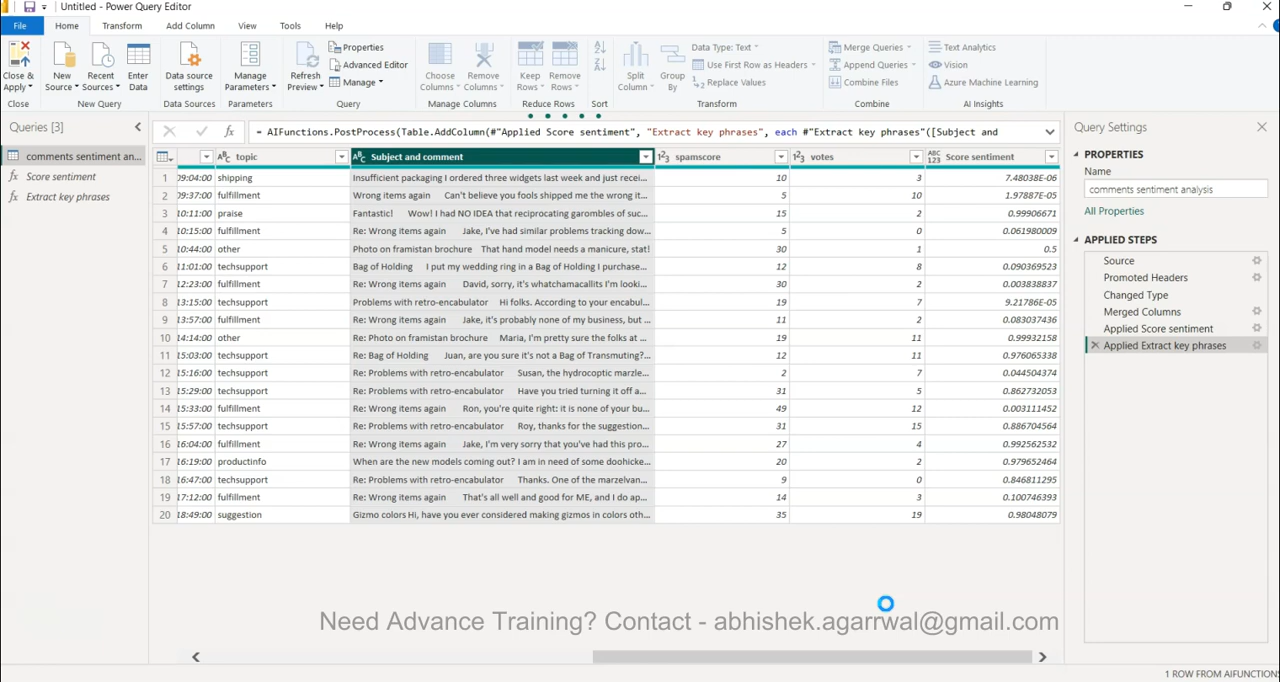 Untitled - Power Query Editor
File Home Transform Add Column View Tools Help
Close & Apply
New Source
Recent Sources
Enter Data
Data source settings
Manage Parameters
Refresh Preview
Properties
Advanced Editor
Manage
Choose Columns
Remove Columns
Keep Rows
Remove Rows
Split Column
Group By
Data Type: Text
Use First Row as Headers
Replace Values
Merge Queries
Append Queries
Combine Files
Text Analytics
Vision
Azure Machine Learning
Close New Query Data Sources Parameters Query Manage Columns Reduce Rows Sort Transform Combine AI Insights
Queries [3]
comments sentiment an...
Score sentiment
Extract key phrases
= AIFunctions.PostProcess(Table.AddColumn(#"Applied Score sentiment", "Extract key phrases", each #"Extract key phrases"([Subject and
topic Subject and comment spamscore votes Score sentiment
1 09:04:00 shipping Insufficient packaging I ordered three widgets last week and just recei... 10 3 7.48038E-06
2 09:37:00 fulfillment Wrong items again Can't believe you fools shipped me the wrong it... 5 10 1.97887E-05
3 10:11:00 praise Fantastic! Wow! I had NO IDEA that reciprocating garombles of suc... 15 2 0.99906671
4 10:15:00 fulfillment Re: Wrong items again Jake, I've had similar problems tracking dow... 5 0 0.061980009
5 10:44:00 other Photo on framistan brochure That hand model needs a manicure, stat! 30 1 0.5
6 11:01:00 techsupport Bag of Holding I put my wedding ring in a Bag of Holding I purchase... 12 8 0.090369523
7 12:23:00 fulfillment Re: Wrong items again David, sorry, it's whatchamacallits I'm looki... 30 2 0.003838837
8 13:15:00 techsupport Problems with retro-encabulator Hi folks. According to your encabul... 19 7 9.21786E-05
9 13:57:00 fulfillment Re: Wrong items again Jake, it's probably none of my business, but ... 11 2 0.083037436
10 14:14:00 other Re: Photo on framistan brochure Maria, I'm pretty sure the folks at ... 19 11 0.99932158
11 15:03:00 techsupport Re: Bag of Holding Juan, are you sure it's not a Bag of Transmuting?... 12 11 0.976065338
12 15:16:00 techsupport Re: Problems with retro-encabulator Susan, the hydrocoptic marzle... 2 7 0.044504374
13 15:29:00 techsupport Re: Problems with retro-encabulator Have you tried turning it off a... 31 5 0.862732053
14 15:33:00 fulfillment Re: Wrong items again Ron, you're quite right: it is none of your bu... 49 12 0.003111452
15 15:57:00 techsupport Re: Problems with retro-encabulator Roy, thanks for the suggestion... 31 15 0.886704564
16 16:04:00 fulfillment Re: Wrong items again Jake, I'm very sorry that you've had this pro... 27 4 0.992562532
17 16:19:00 productinfo When are the new models coming out? I am in need of some doohicke... 20 2 0.979652464
18 16:47:00 techsupport Re: Problems with retro-encabulator Thanks. One of the marzelvan... 9 0 0.846811295
19 17:12:00 fulfillment Re: Wrong items again That's all well and good for ME, and I do ap... 14 3 0.100746393
20 18:49:00 suggestion Gizmo colors Hi, have you ever considered making gizmos in colors oth... 35 19 0.98048079
Query Settings
PROPERTIES
Name
comments sentiment analysis
All Properties
APPLIED STEPS
Source
Promoted Headers
Changed Type
Merged Columns
Applied Score sentiment
Applied Extract key phrases
Need Advance Training? Contact - abhishek.agarrwal@gmail.com
1 ROW FROM AIFUNCTIONS